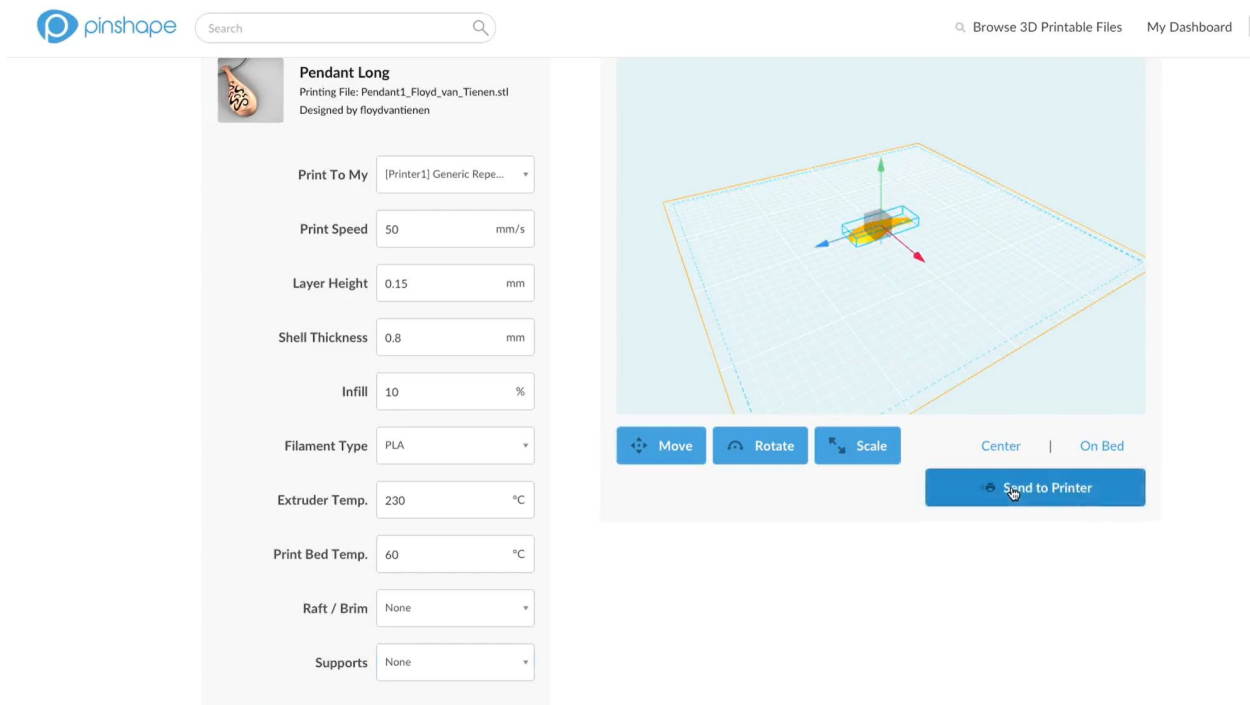 pinshape
Search
Browse 3D Printable Files
My Dashboard
Pendant Long
Printing File: Pendant1_Floyd_van_Tienen.stl
Designed by floydvantienen
Print To My [Printer1] Generic Repe...
Print Speed 50 mm/s
Layer Height 0.15 mm
Shell Thickness 0.8 mm
Infill 10 %
Filament Type PLA
Extruder Temp. 230 °C
Print Bed Temp. 60 °C
Raft / Brim None
Supports None
Move Rotate Scale Center | On Bed
Send to Printer